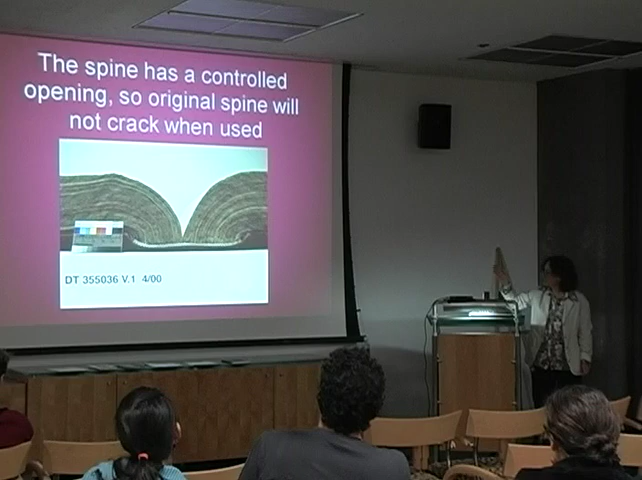 The spine has a controlled
opening, so original spine will
not crack when used
DT 355036 V.1 4/00